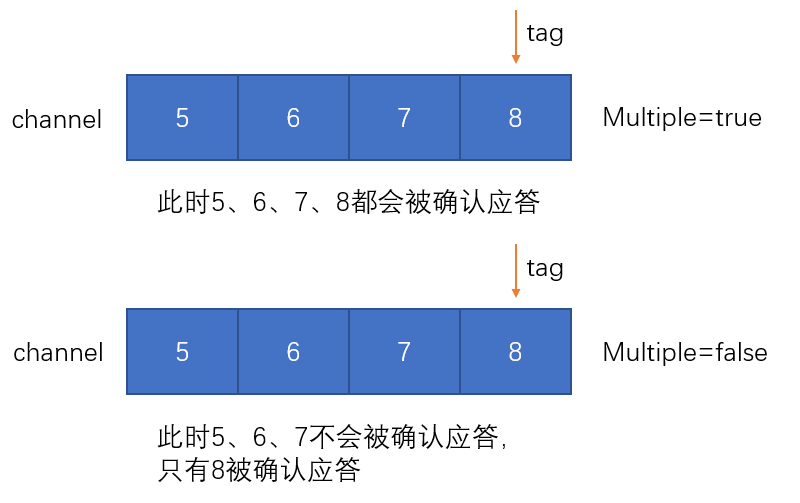 tag
channel 5 6 7 8 Multiple=true
此时5、6、7、8都会被确认应答
tag
channel 5 6 7 8 Multiple=false
此时5、6、7不会被确认应答,
只有8被确认应答